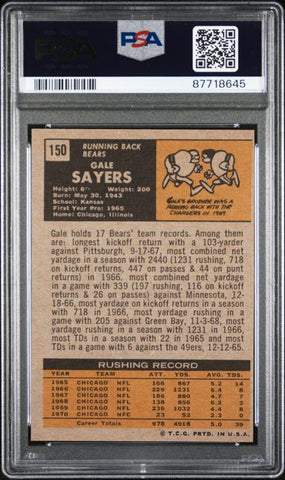 PSA
87718645
150
RUNNING BACK
BEARS
GALE
SAYERS
Height: 6' Weight: 200
Born: May 30, 1943
School: Kansas
First Year Pro: 1965
Home: Chicago, Illinois
GALE'S BROTHER WAS A
RUNNING BACK WITH THE
CHARGERS IN 1969.
Gale holds 17 Bears' team records. Among them
are: longest kickoff return with a 103-yarder
against Pittsburgh, 9-17-67, most combined net
yardage in a season with 2440 (1231 rushing, 718
on kickoff returns, 447 on passes & 44 on punt
returns) in 1966. Most combined net yardage
in a game with 339 (197 rushing, 116 on kickoff
returns & 26 on passes) against Minnesota, 12-
18-66, most yardage on kickoff returns in season
with 718 in 1966, most rushing yardage in a
game with 205 against Green Bay, 11-3-68, most
yardage rushing in a season with 1231 in 1966.
most TDs in a season with 22 in 1965 and most
TDs in a game with 6 against the 49ers, 12-12-65.
RUSHING RECORD
YEAR TEAM ATT. YDS. AVG. TDS
1965 CHICAGO NFL 166 867 5.2 14
1966 CHICAGO NFL 229 1231 5.4 8
1967 CHICAGO NFL 186 880 4.7 7
1968 CHICAGO NFL 138 856 6.2 2
1969 CHICAGO NFL 236 1032 4.4 8
1970 CHICAGO NFC 23 52 2.3 0
Career Totals 978 4918 5.0 39
© T.C.G. PRTD. IN U.S.A.